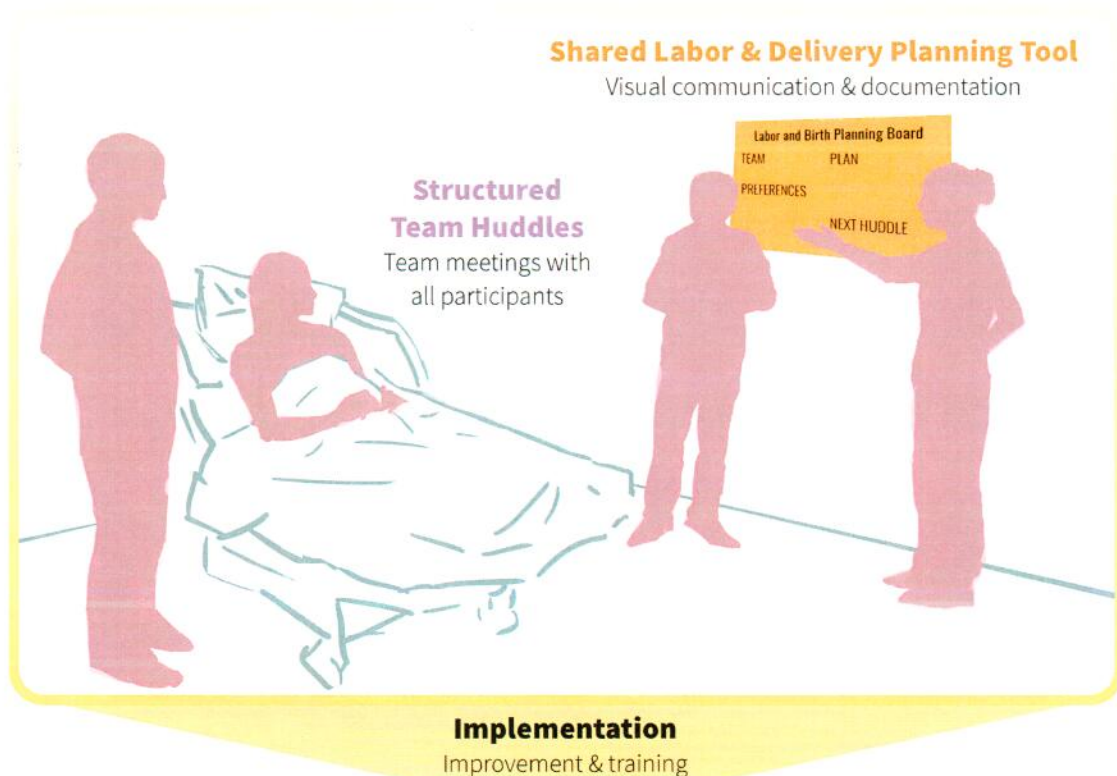 Shared Labor & Delivery Planning Tool
Visual communication & documentation
Labor and Birth Planning Board
TEAM PLAN
PREFERENCES
NEXT HUDDLE
Structured
Team Huddles
Team meetings with
all participants
Implementation
Improvement & training